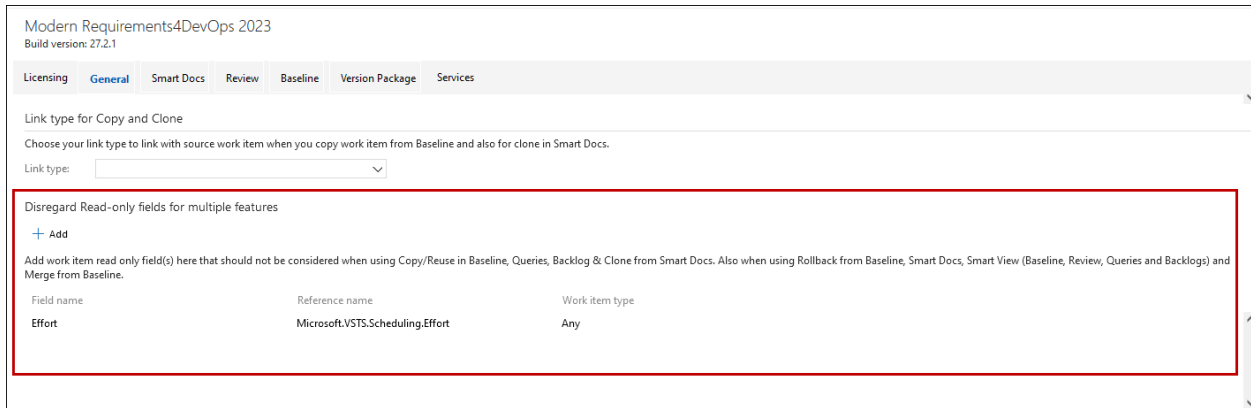 Modern Requirements4DevOps 2023
Build version: 27.2.1
Licensing General Smart Docs Review Baseline Version Package Services
Link type for Copy and Clone
Choose your link type to link with source work item when you copy work item from Baseline and also for clone in Smart Docs.
Link type:
Disregard Read-only fields for multiple features
+ Add
Add work item read only field(s) here that should not be considered when using Copy/Reuse in Baseline, Queries, Backlog & Clone from Smart Docs. Also when using Rollback from Baseline, Smart Docs, Smart View (Baseline, Review, Queries and Backlogs) and
Merge from Baseline.
Field name Reference name Work item type
Effort Microsoft.VSTS.Scheduling.Effort Any